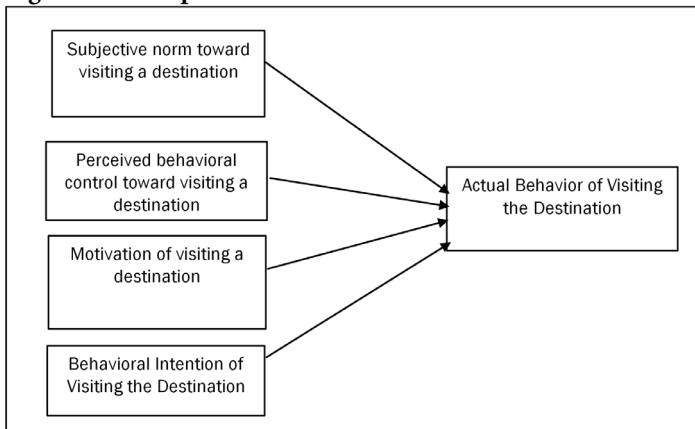 Subjective norm toward
visiting a destination
Perceived behavioral
control toward visiting a
destination
Motivation of visiting a
destination
Behavioral Intention of
Visiting the Destination
Actual Behavior of Visiting
the Destination